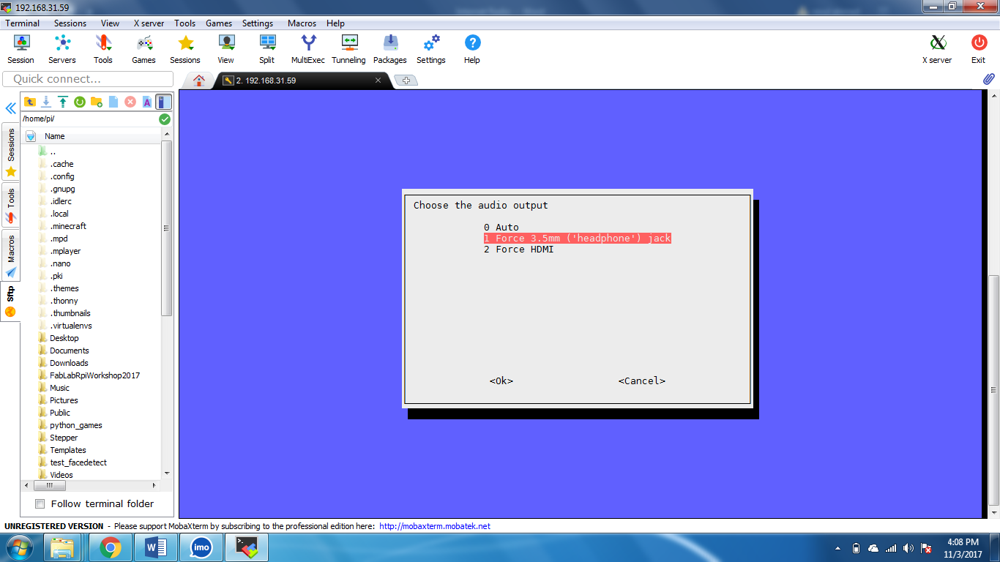 192.168.31.59
Terminal Sessions View X server Tools Games Settings Macros Help
Session Servers Tools Games Sessions View Split MultiExec Tunneling Packages Settings Help X server Exit
Quick connect...
2. 192.168.31.59
/home/pi/
Name
..
.cache
.config
.gnupg
.idlerc
.local
.minecraft
.mpd
.mplayer
.nano
.pki
.themes
.thonny
.thumbnails
.virtualenvs
Desktop
Documents
Downloads
FabLabRpiWorkshop2017
Music
Pictures
Public
python_games
Stepper
Templates
test_facedetect
Videos
Follow terminal folder
Sessions
Tools
Macros
Sftp
Choose the audio output
0 Auto
1 Force 3.5mm ('headphone') jack
2 Force HDMI
<Ok> <Cancel>
UNREGISTERED VERSION - Please support MobaXterm by subscribing to the professional edition here: http://mobaxterm.mobatek.net
imo
4:08 PM
11/3/2017